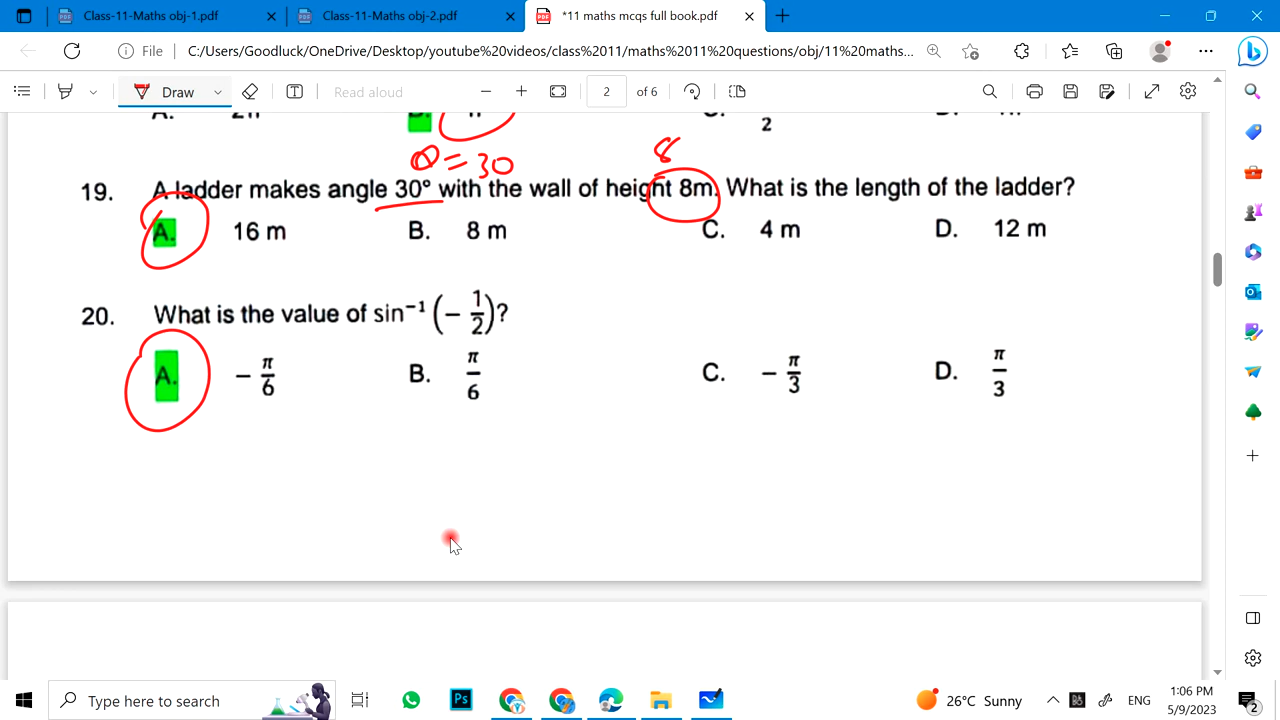 Class-11-Maths obj-1.pdf
Class-11-Maths obj-2.pdf
*11 maths mcqs full book.pdf
File
C:/Users/Goodluck/OneDrive/Desktop/youtube%20videos/class%2011/maths%2011%20questions/obj/11%20maths...
Draw
Read aloud
2
of 6
A.
C.
2
θ = 30
8
19. A ladder makes angle 30° with the wall of height 8m. What is the length of the ladder?
A. 16 m B. 8 m C. 4 m D. 12 m
20. What is the value of sin⁻¹ (− 1/2)?
A. − π/6 B. π/6 C. − π/3 D. π/3
Type here to search
Ps
26°C Sunny
ENG
1:06 PM
5/9/2023
2